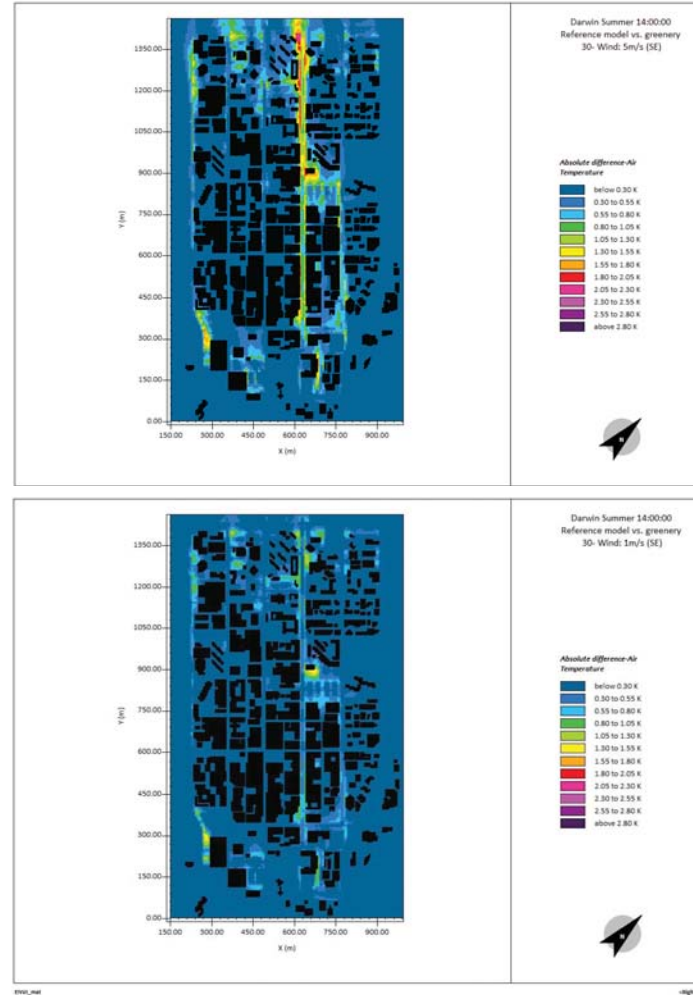 Darwin Summer 14:00:00
Reference model vs. greenery
30- Wind: 5m/s (SE)
1350.00
1200.00
1050.00
900.00
750.00
600.00
450.00
300.00
150.00
0.00
Y (m)
150.00 300.00 450.00 600.00 750.00 900.00
X (m)
Absolute difference-Air
Temperature
below 0.30 K
0.30 to 0.55 K
0.55 to 0.80 K
0.80 to 1.05 K
1.05 to 1.30 K
1.30 to 1.55 K
1.55 to 1.80 K
1.80 to 2.05 K
2.05 to 2.30 K
2.30 to 2.55 K
2.55 to 2.80 K
above 2.80 K
N
Darwin Summer 14:00:00
Reference model vs. greenery
30- Wind: 1m/s (SE)
1350.00
1200.00
1050.00
900.00
750.00
600.00
450.00
300.00
150.00
0.00
Y (m)
150.00 300.00 450.00 600.00 750.00 900.00
X (m)
Absolute difference-Air
Temperature
below 0.30 K
0.30 to 0.55 K
0.55 to 0.80 K
0.80 to 1.05 K
1.05 to 1.30 K
1.30 to 1.55 K
1.55 to 1.80 K
1.80 to 2.05 K
2.05 to 2.30 K
2.30 to 2.55 K
2.55 to 2.80 K
above 2.80 K
N